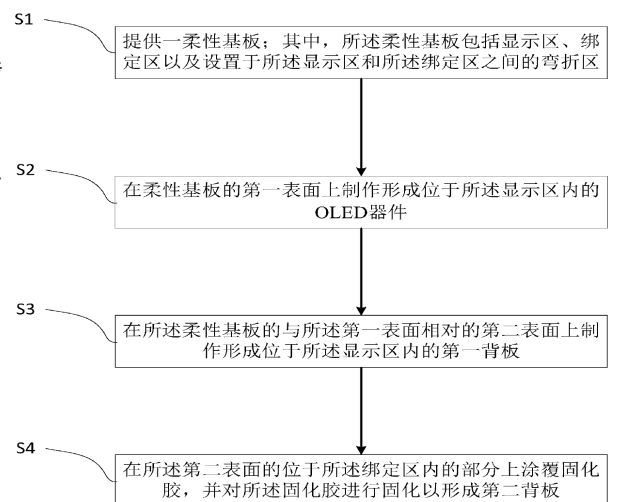 S1
提供一柔性基板；其中，所述柔性基板包括显示区、绑
定区以及设置于所述显示区和所述绑定区之间的弯折区
S2
在柔性基板的第一表面上制作形成位于所述显示区内的
OLED器件
S3
在所述柔性基板的与所述第一表面相对的第二表面上制
作形成位于所述显示区内的第一背板
S4
在所述第二表面的位于所述绑定区内的部分上涂覆固化
胶，并对所述固化胶进行固化以形成第二背板